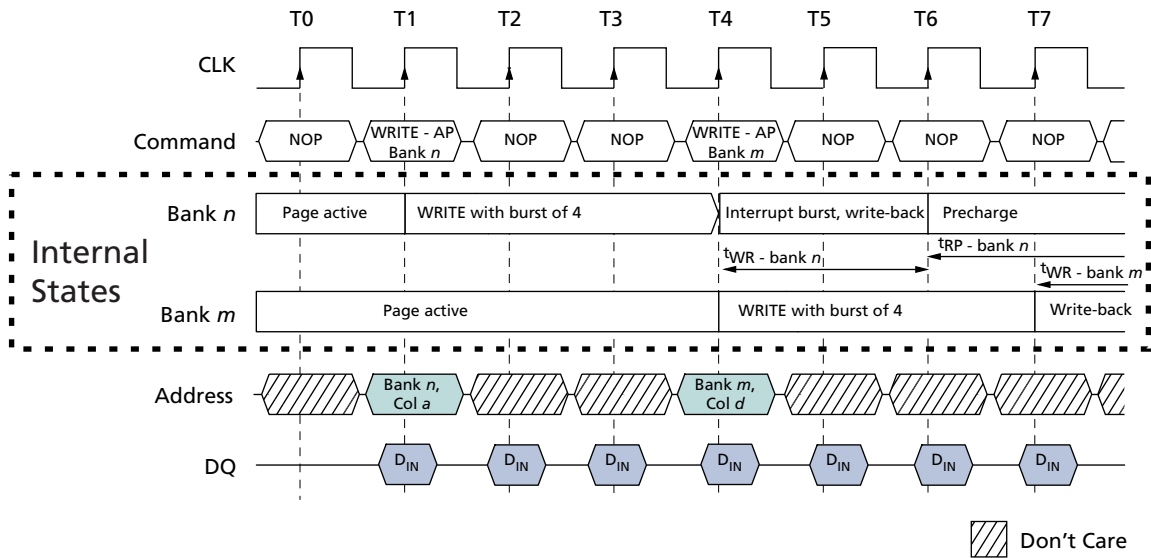 T0 T1 T2 T3 T4 T5 T6 T7
CLK
Command NOP WRITE - AP Bank n NOP NOP WRITE - AP Bank m NOP NOP NOP
Internal States
Bank n Page active WRITE with burst of 4 Interrupt burst, write-back Precharge
tWR - bank n tRP - bank n
tWR - bank m
Bank m Page active WRITE with burst of 4 Write-back
Address Bank n, Col a Bank m, Col d
DQ DIN DIN DIN DIN DIN DIN DIN
Don't Care